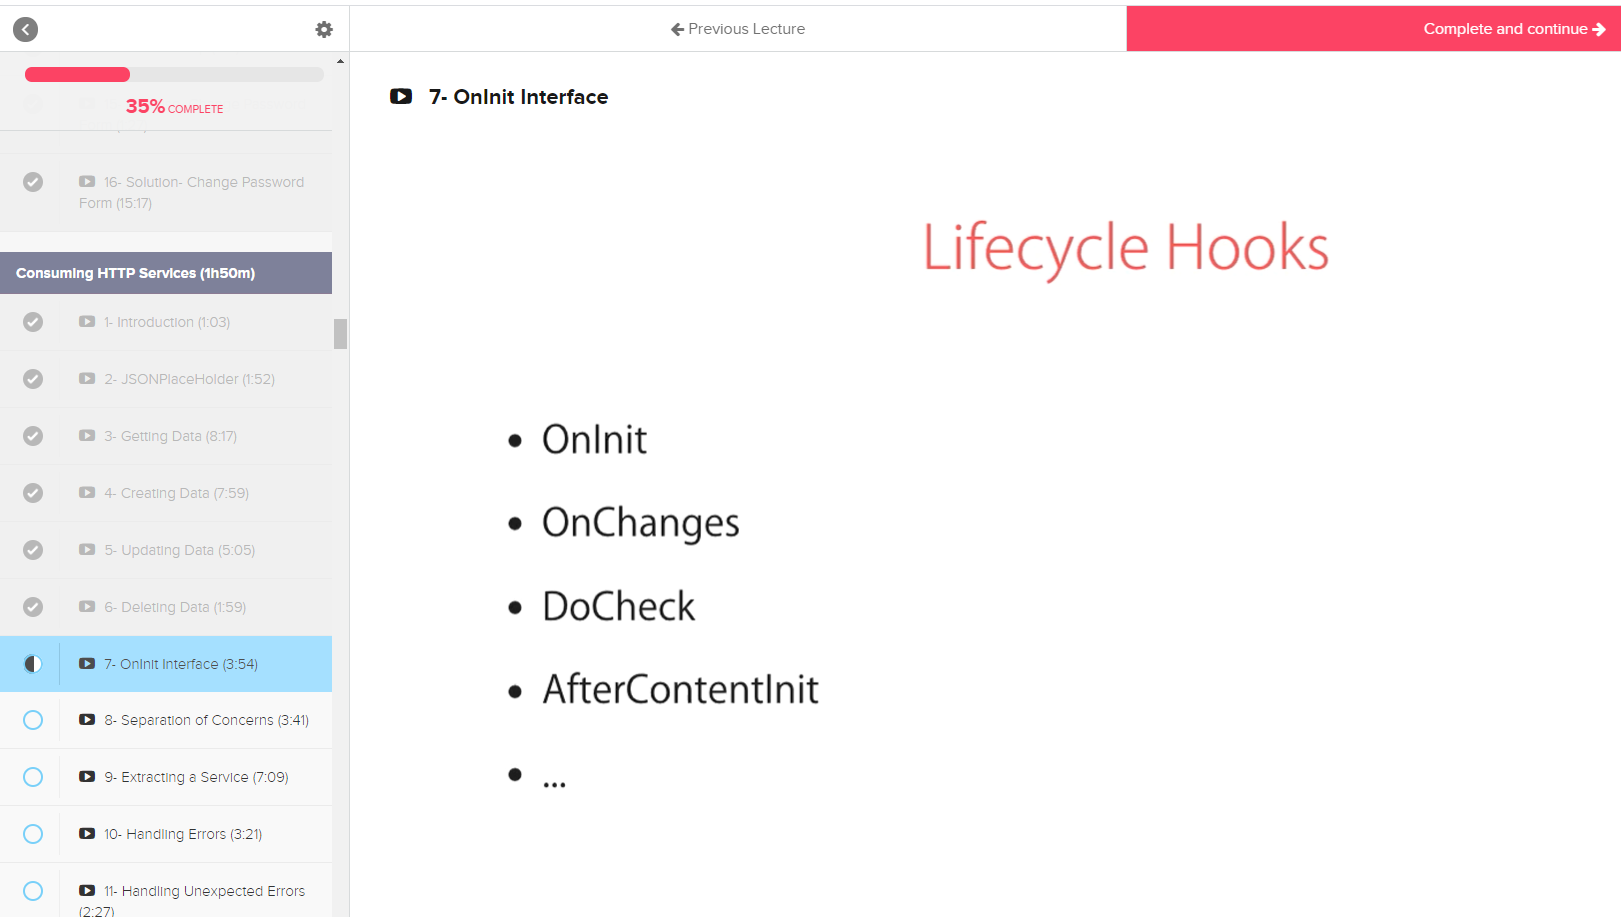 Previous Lecture
Complete and continue
35% COMPLETE
16- Solution- Change Password
Form (15:17)
Consuming HTTP Services (1h50m)
1- Introduction (1:03)
2- JSONPlaceHolder (1:52)
3- Getting Data (8:17)
4- Creating Data (7:59)
5- Updating Data (5:05)
6- Deleting Data (1:59)
7- OnInit Interface (3:54)
8- Separation of Concerns (3:41)
9- Extracting a Service (7:09)
10- Handling Errors (3:21)
11- Handling Unexpected Errors
(2:27)
7- OnInit Interface
Lifecycle Hooks
• OnInit
• OnChanges
• DoCheck
• AfterContentInit
• ...